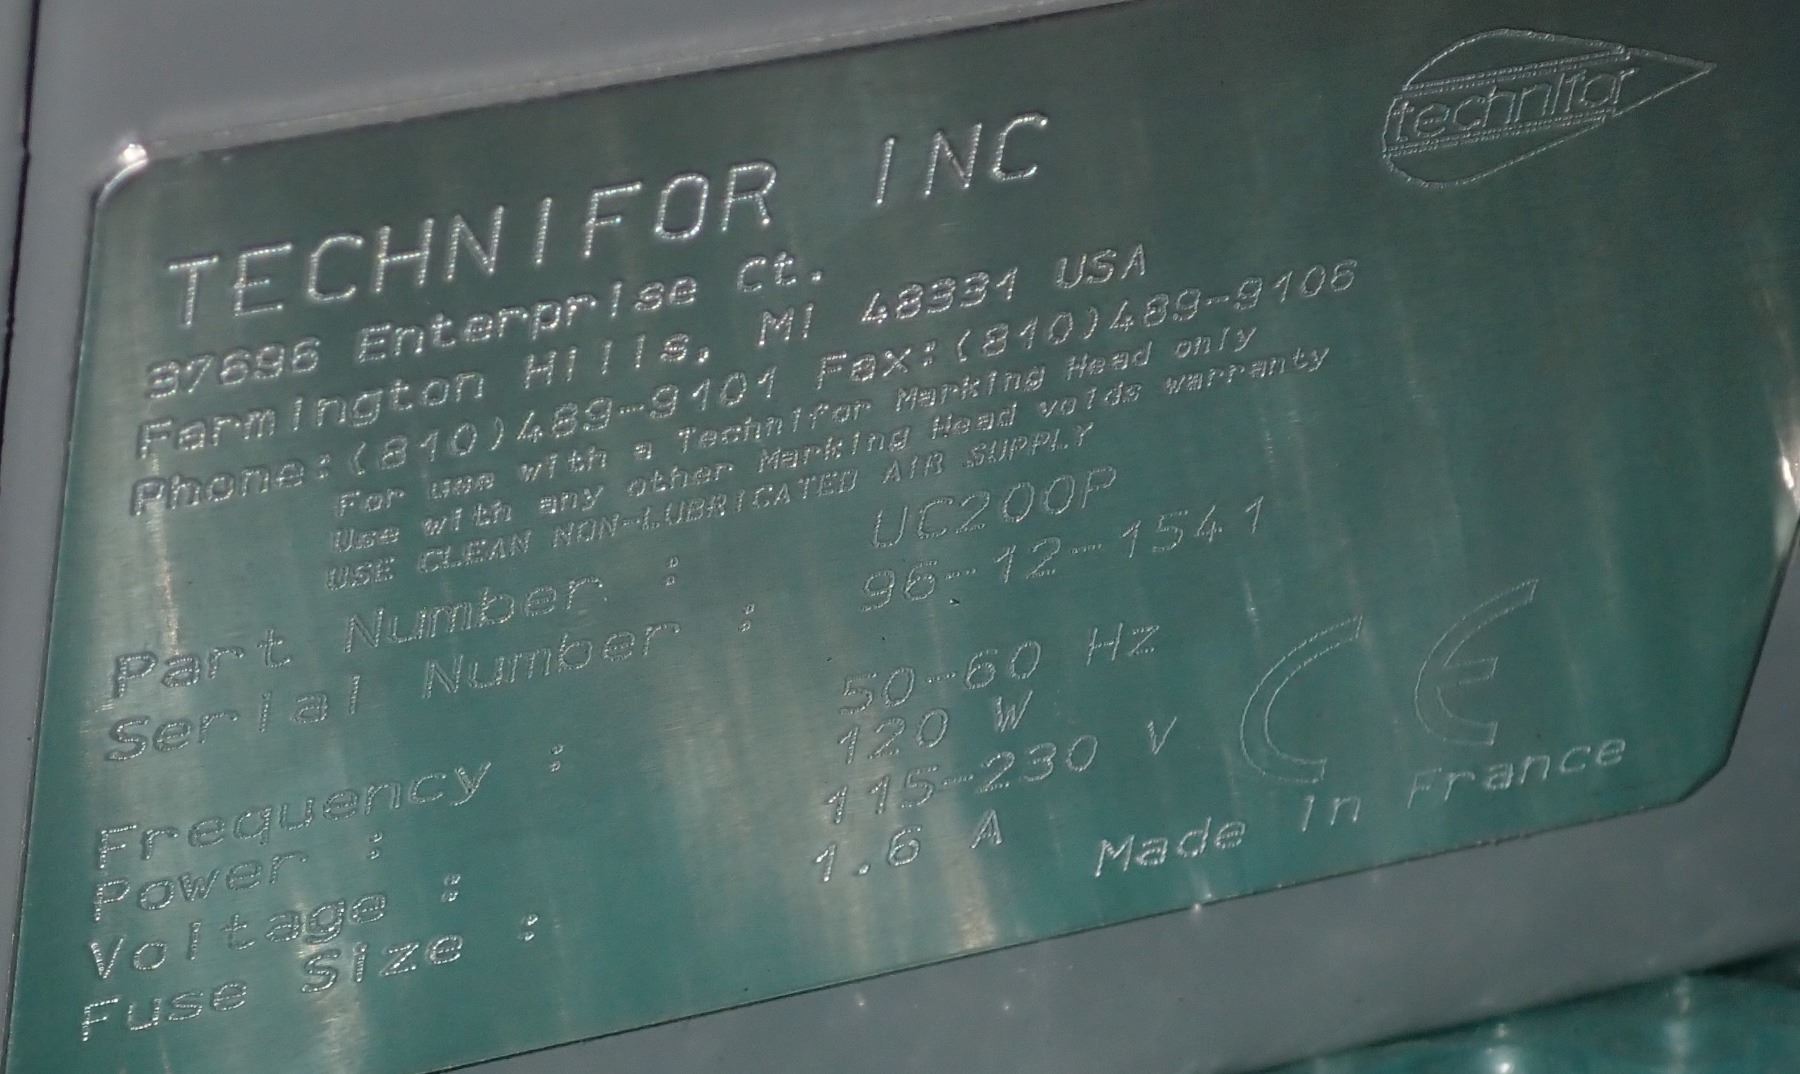 technifor
TECHNIFOR INC
37696 Enterprise Ct.
Farmington Hills, MI 48331 USA
Phone:(810)489-9101 Fax:(810)489-9106
For use with a Technifor Marking Head only
Use with any other Marking Head voids warranty
USE CLEAN NON-LUBRICATED AIR SUPPLY
Part Number : UC200P
Serial Number : 96-12-1541
Frequency : 50-60 Hz
Power : 120 W
Voltage : 115-230 V
Fuse Size : 1.6 A
CE
Made in France